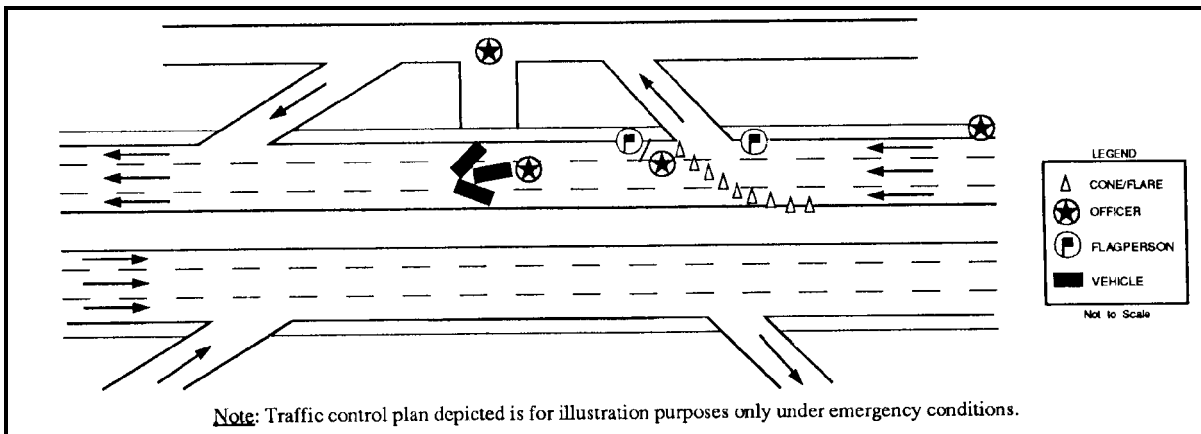 LEGEND
CONE/FLARE
OFFICER
FLAGPERSON
VEHICLE
Not to Scale
Note: Traffic control plan depicted is for illustration purposes only under emergency conditions.